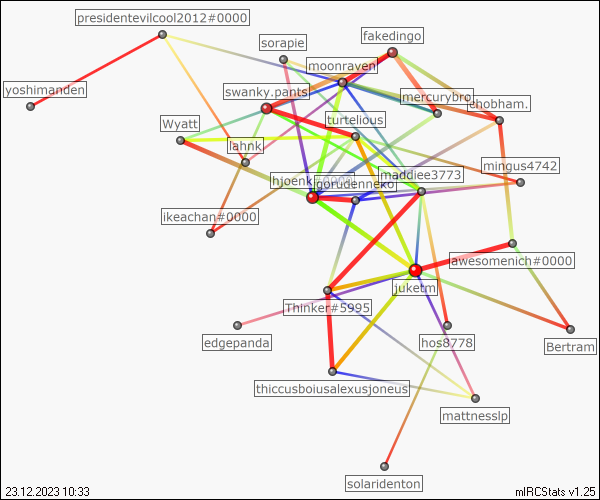 presidentevilcool2012#0000
fakedingo
sorapie
moonraven
yoshimanden
swanky.pants
mercurybro
chobham.
turtelious
Wyatt
lahnk
mingus4742
maddiee3773
hjoenk#0000
gorudenneko
ikeachan#0000
awesomenich#0000
juketm
Thinker#5995
edgepanda
hos8778
Bertram
thiccusboiusalexusjoneus
mattnesslp
solaridenton
23.12.2023 10:33
mIRCStats v1.25